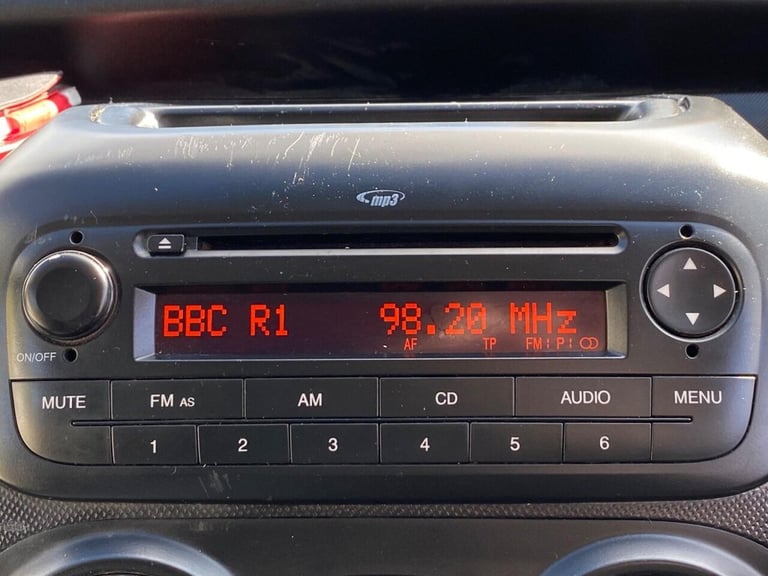 mp3
BBC R1 98.20 MHz
AF TP FM P
ON/OFF
MUTE FM AS AM CD AUDIO MENU
1 2 3 4 5 6